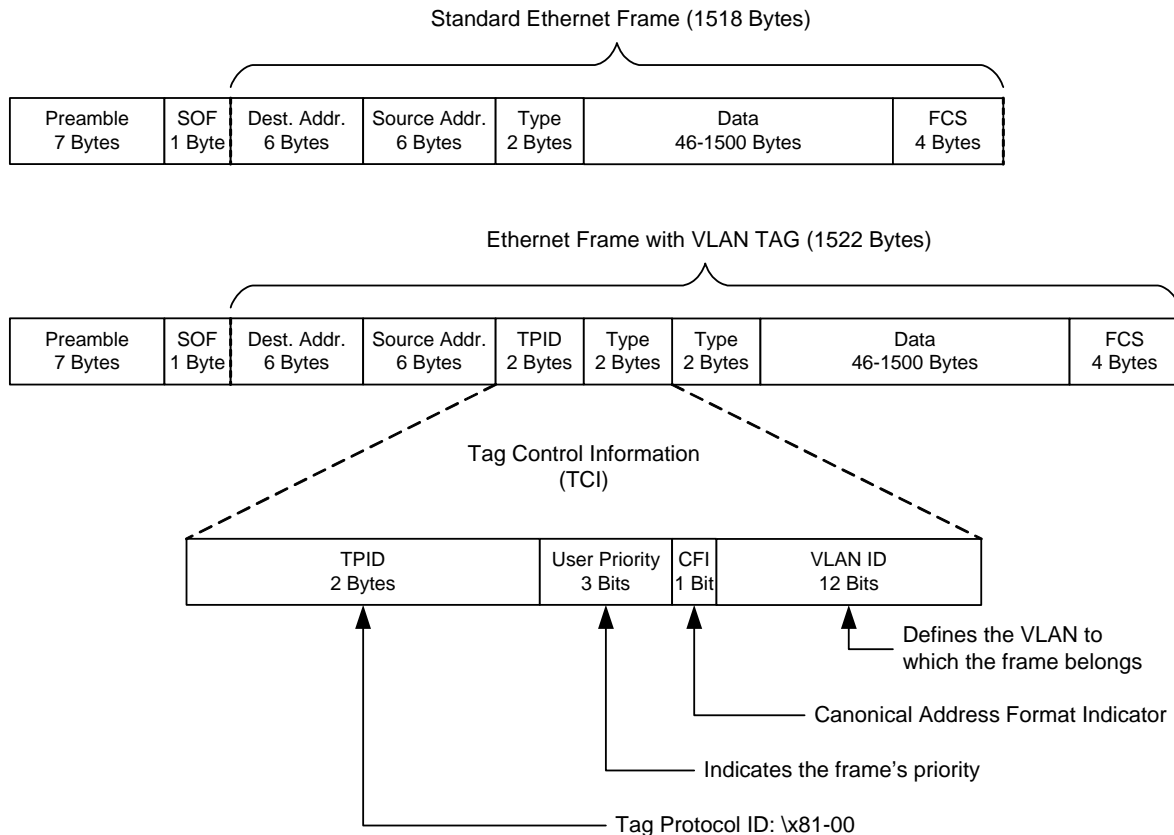 Standard Ethernet Frame (1518 Bytes)
Preamble
7 Bytes
SOF
1 Byte
Dest. Addr.
6 Bytes
Source Addr.
6 Bytes
Type
2 Bytes
Data
46-1500 Bytes
FCS
4 Bytes
Ethernet Frame with VLAN TAG (1522 Bytes)
Preamble
7 Bytes
SOF
1 Byte
Dest. Addr.
6 Bytes
Source Addr.
6 Bytes
TPID
2 Bytes
Type
2 Bytes
Type
2 Bytes
Data
46-1500 Bytes
FCS
4 Bytes
Tag Control Information
(TCI)
TPID
2 Bytes
User Priority
3 Bits
CFI
1 Bit
VLAN ID
12 Bits
Defines the VLAN to
which the frame belongs
Canonical Address Format Indicator
Indicates the frame’s priority
Tag Protocol ID: \x81-00